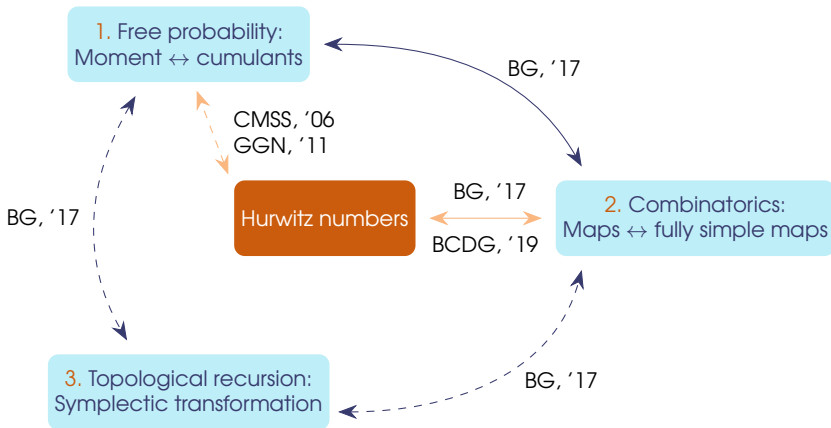 1. Free probability:
Moment ↔ cumulants
BG, '17
CMSS, '06
GGN, '11
BG, '17
Hurwitz numbers
BG, '17
BCDG, '19
2. Combinatorics:
Maps ↔ fully simple maps
3. Topological recursion:
Symplectic transformation
BG, '17